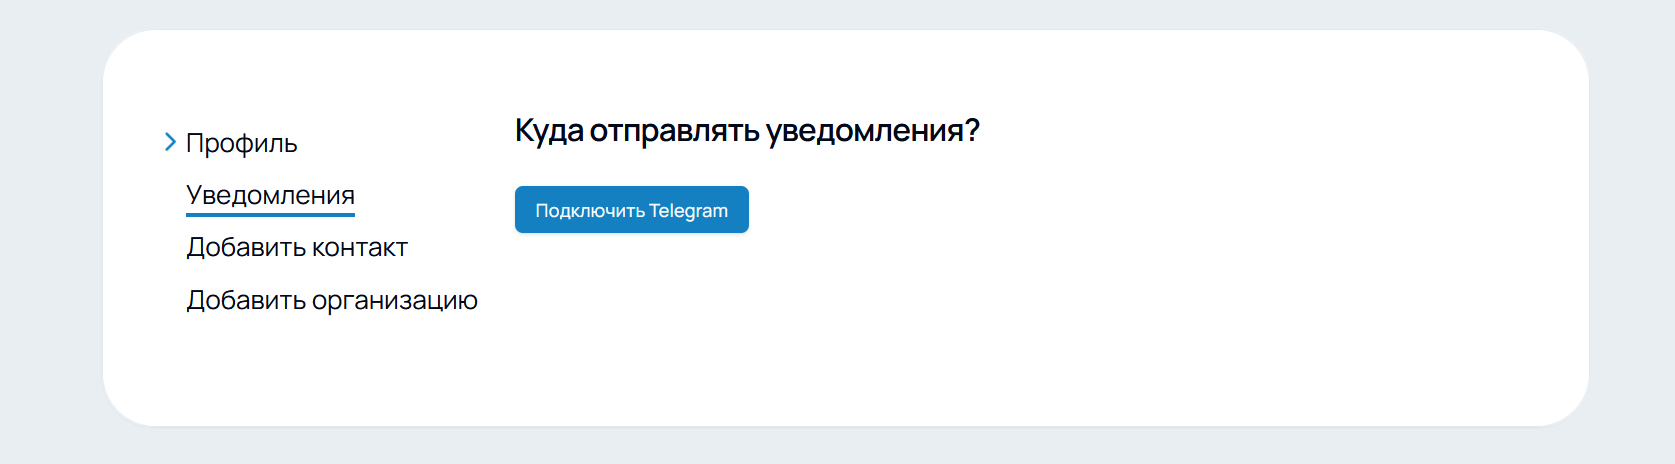 Профиль
Уведомления
Добавить контакт
Добавить организацию
Куда отправлять уведомления?
Подключить Telegram